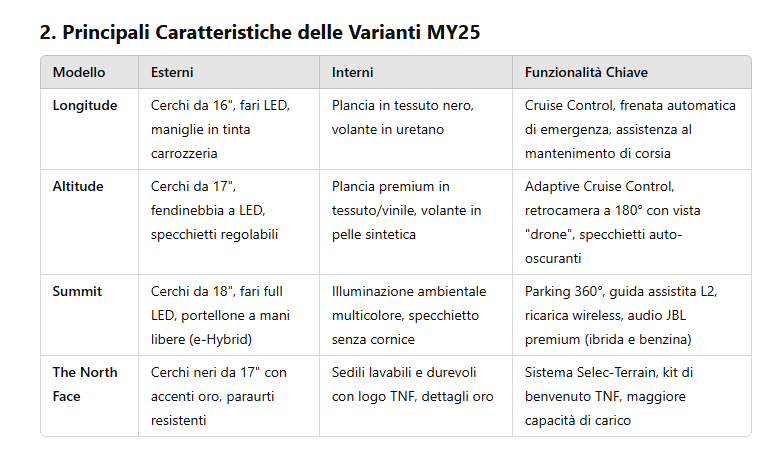 2. Principali Caratteristiche delle Varianti MY25
Modello Esterni Interni Funzionalità Chiave
Longitude Cerchi da 16", fari LED, Plancia in tessuto nero, Cruise Control, frenata automatica
maniglie in tinta volante in uretano di emergenza, assistenza al
carrozzeria mantenimento di corsia
Altitude Cerchi da 17", Plancia premium in Adaptive Cruise Control,
fendinebbia a LED, tessuto/vinile, volante in retrocamera a 180° con vista
specchietti regolabili pelle sintetica "drone", specchietti auto-
oscuranti
Summit Cerchi da 18", fari full Illuminazione ambientale Parking 360°, guida assistita L2,
LED, portellone a mani multicolore, specchietto ricarica wireless, audio JBL
libere (e-Hybrid) senza cornice premium (ibrida e benzina)
The North Cerchi neri da 17" con Sedili lavabili e durevoli Sistema Selec-Terrain, kit di
Face accenti oro, paraurti con logo TNF, dettagli oro benvenuto TNF, maggiore
resistenti capacità di carico